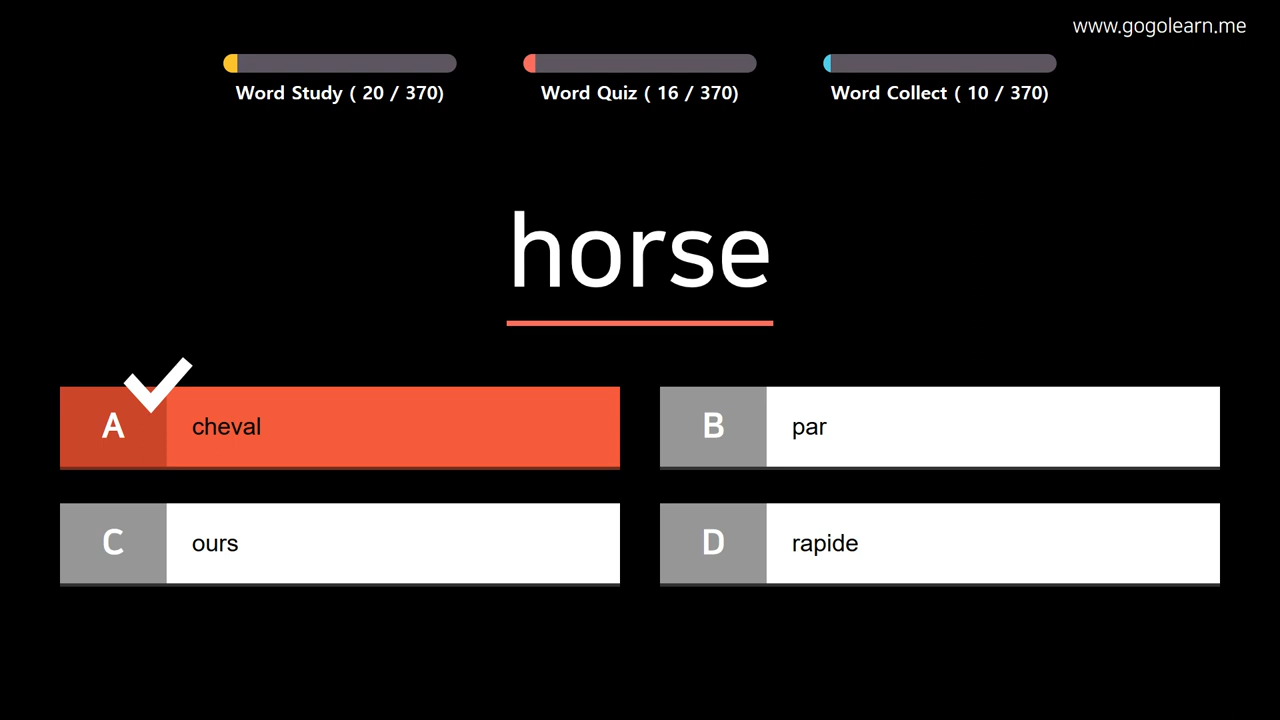 www.gogolearn.me
Word Study ( 20 / 370)
Word Quiz ( 16 / 370)
Word Collect ( 10 / 370)
horse
A
cheval
B
par
C
ours
D
rapide